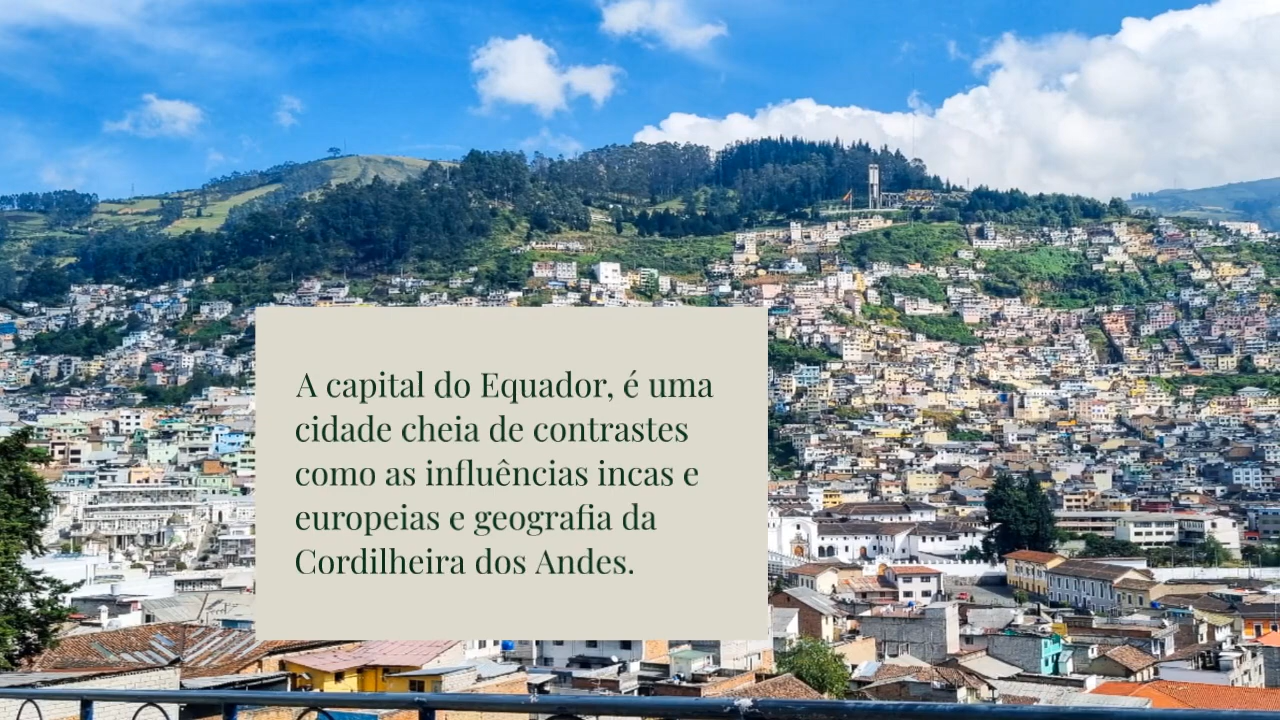 A capital do Equador, é uma
cidade cheia de contrastes
como as influências incas e
europeias e geografia da
Cordilheira dos Andes.